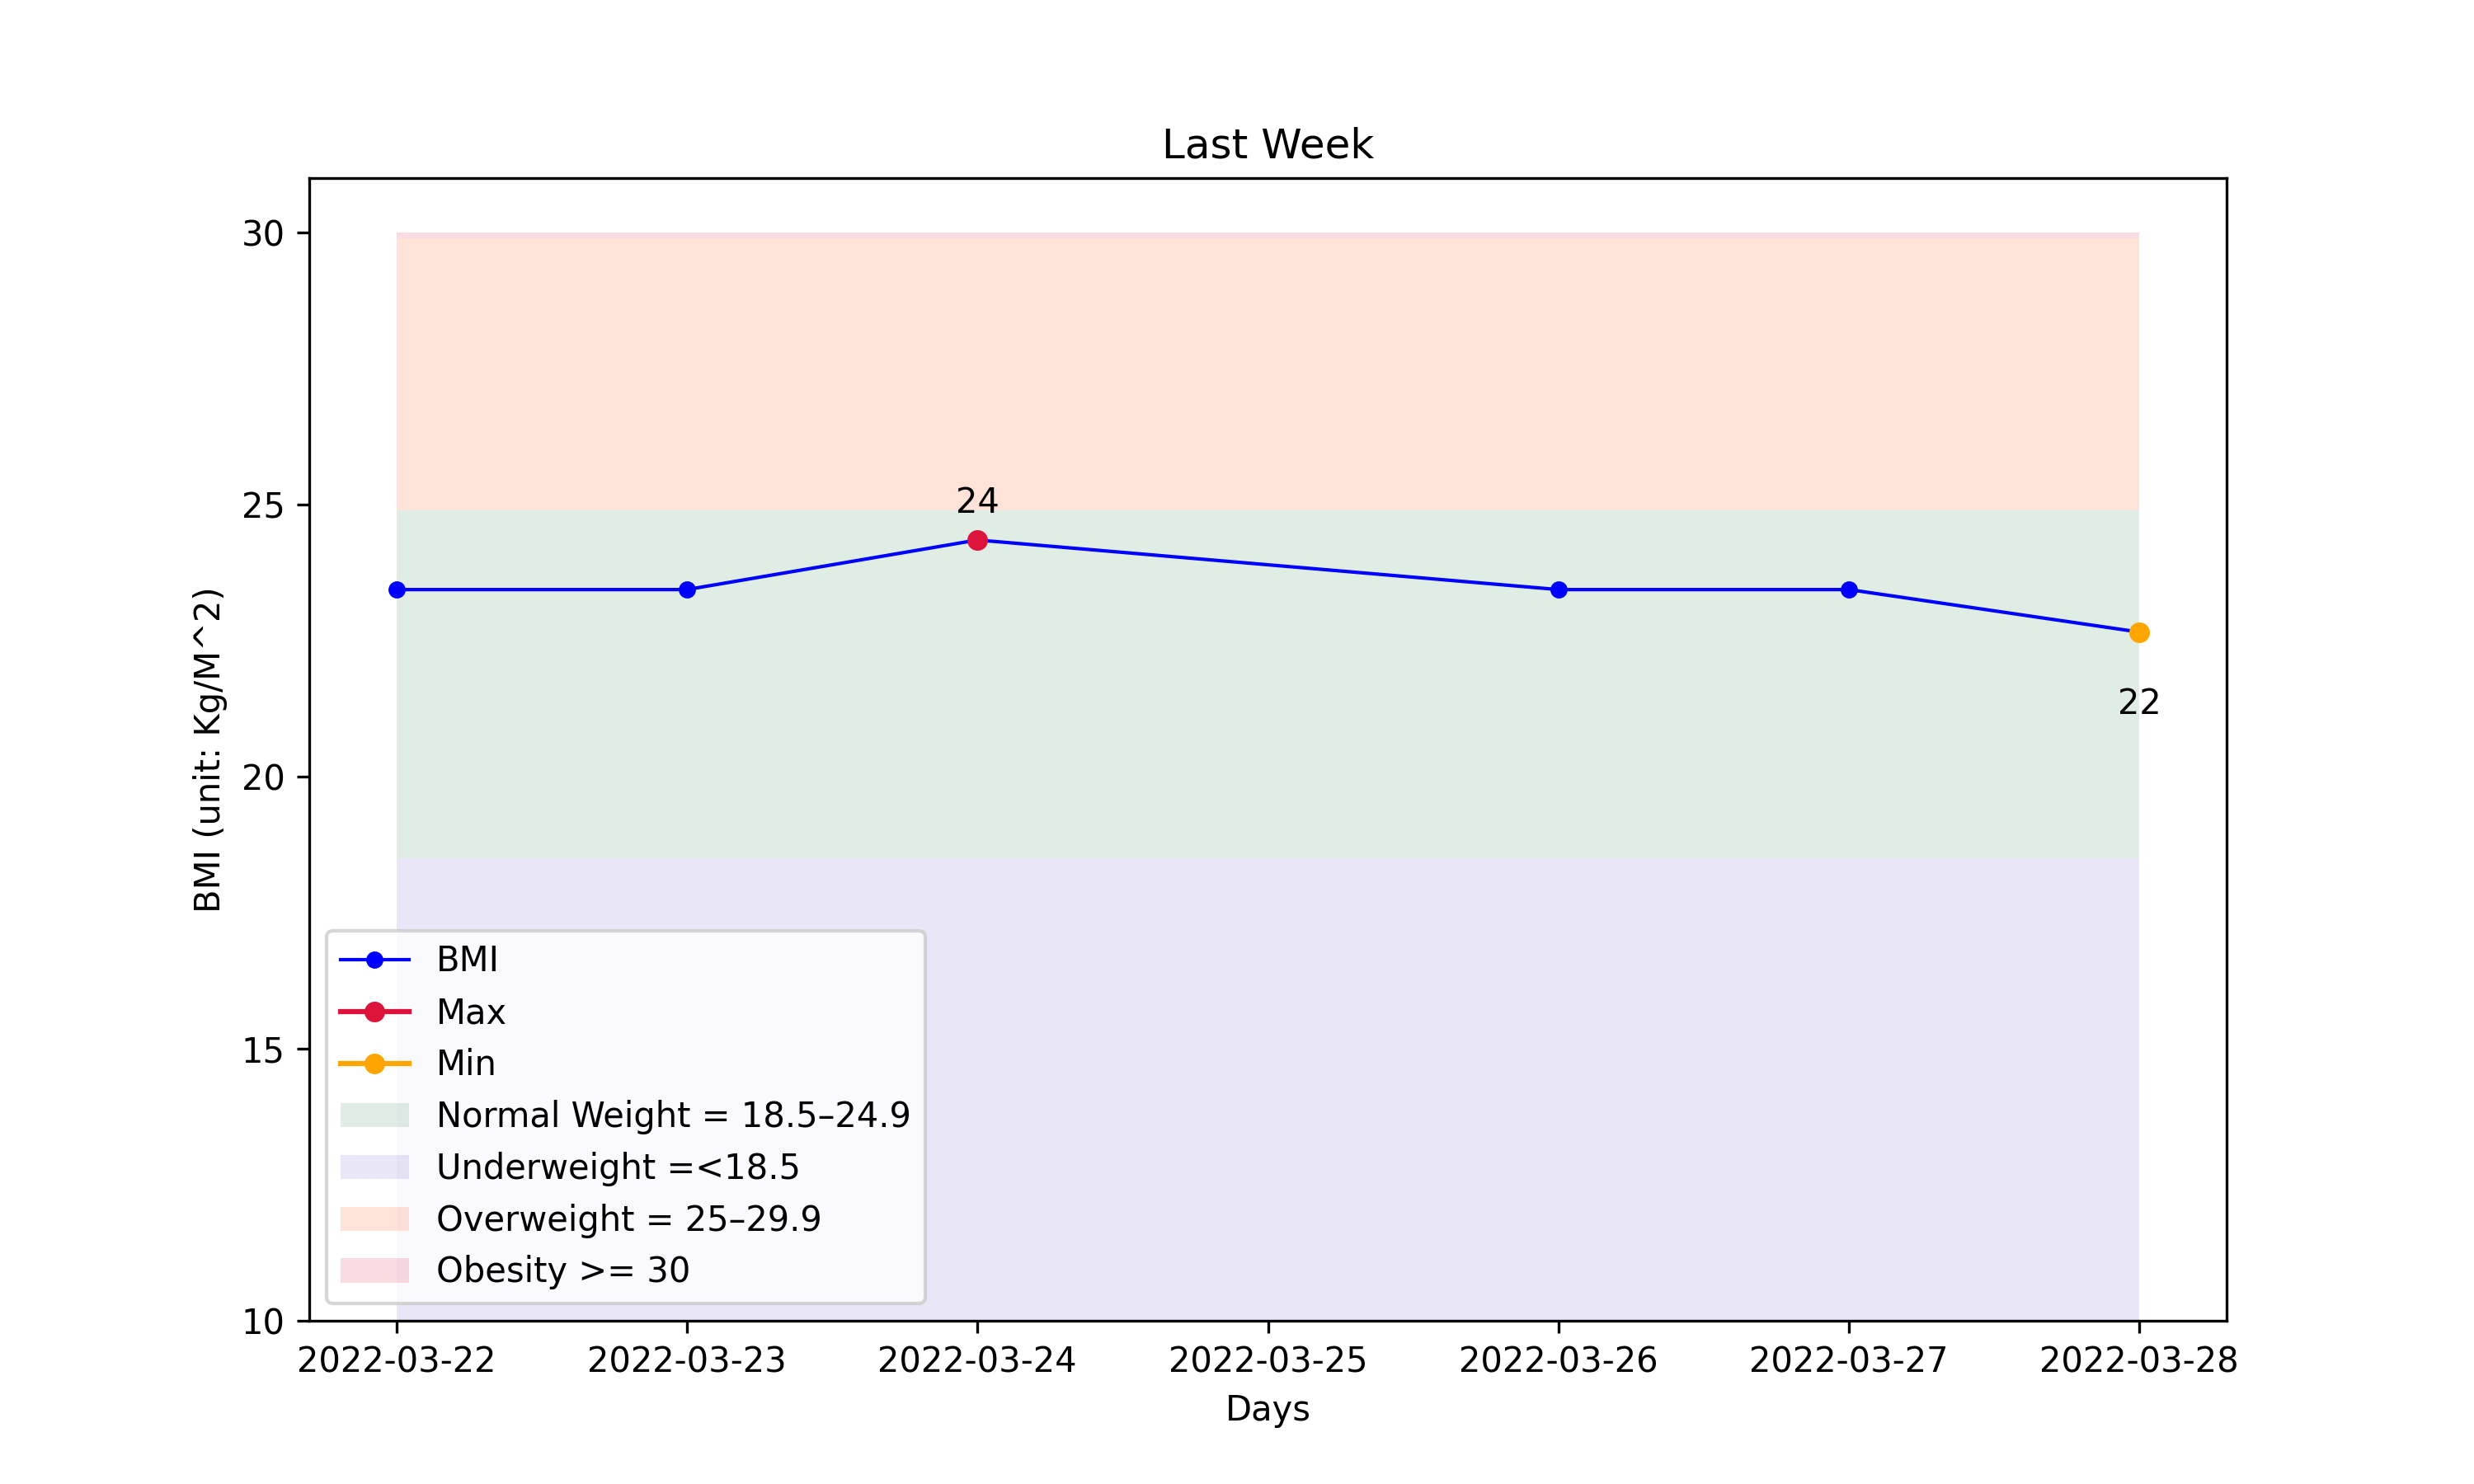 Last Week
BMI (unit: Kg/M^2)
30
25
20
15
10
24
22
BMI
Max
Min
Normal Weight = 18.5–24.9
Underweight =<18.5
Overweight = 25–29.9
Obesity >= 30
2022-03-22 2022-03-23 2022-03-24 2022-03-25 2022-03-26 2022-03-27 2022-03-28
Days